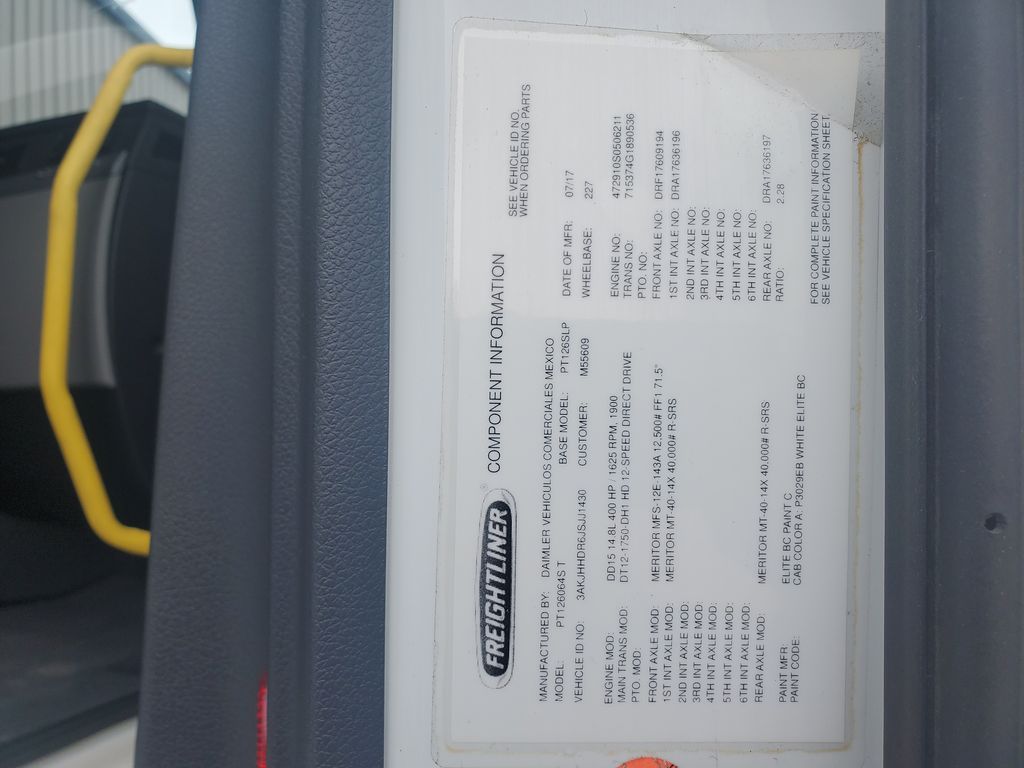 FREIGHTLINER ®
COMPONENT INFORMATION
SEE VEHICLE ID NO.
WHEN ORDERING PARTS
MANUFACTURED BY: DAIMLER VEHICULOS COMERCIALES MEXICO
MODEL: PT126064S T BASE MODEL: PT126SLP DATE OF MFR: 07/17
VEHICLE ID NO: 3AKJHHDR6JSJJ1430 CUSTOMER: M55609 WHEELBASE: 227
ENGINE MOD: DD15 14.8L 400 HP / 1625 RPM, 1900 ENGINE NO: 472910S0506211
MAIN TRANS MOD: DT12-1750-DH1 HD 12-SPEED DIRECT DRIVE TRANS NO: 715374G1890536
PTO. MOD: PTO. NO:
FRONT AXLE MOD: MERITOR MFS-12E-143A 12,500# FF1 71.5" FRONT AXLE NO: DRF17609194
1ST INT AXLE MOD: MERITOR MT-40-14X 40,000# R-SRS 1ST INT AXLE NO: DRA17636196
2ND INT AXLE MOD: 2ND INT AXLE NO:
3RD INT AXLE MOD: 3RD INT AXLE NO:
4TH INT AXLE MOD: 4TH INT AXLE NO:
5TH INT AXLE MOD: 5TH INT AXLE NO:
6TH INT AXLE MOD: 6TH INT AXLE NO:
REAR AXLE MOD: MERITOR MT-40-14X 40,000# R-SRS REAR AXLE NO: DRA17636197
RATIO: 2.28
PAINT MFR: ELITE BC PAINT C
PAINT CODE: CAB COLOR A: P3029EB WHITE ELITE BC
FOR COMPLETE PAINT INFORMATION
SEE VEHICLE SPECIFICATION SHEET.